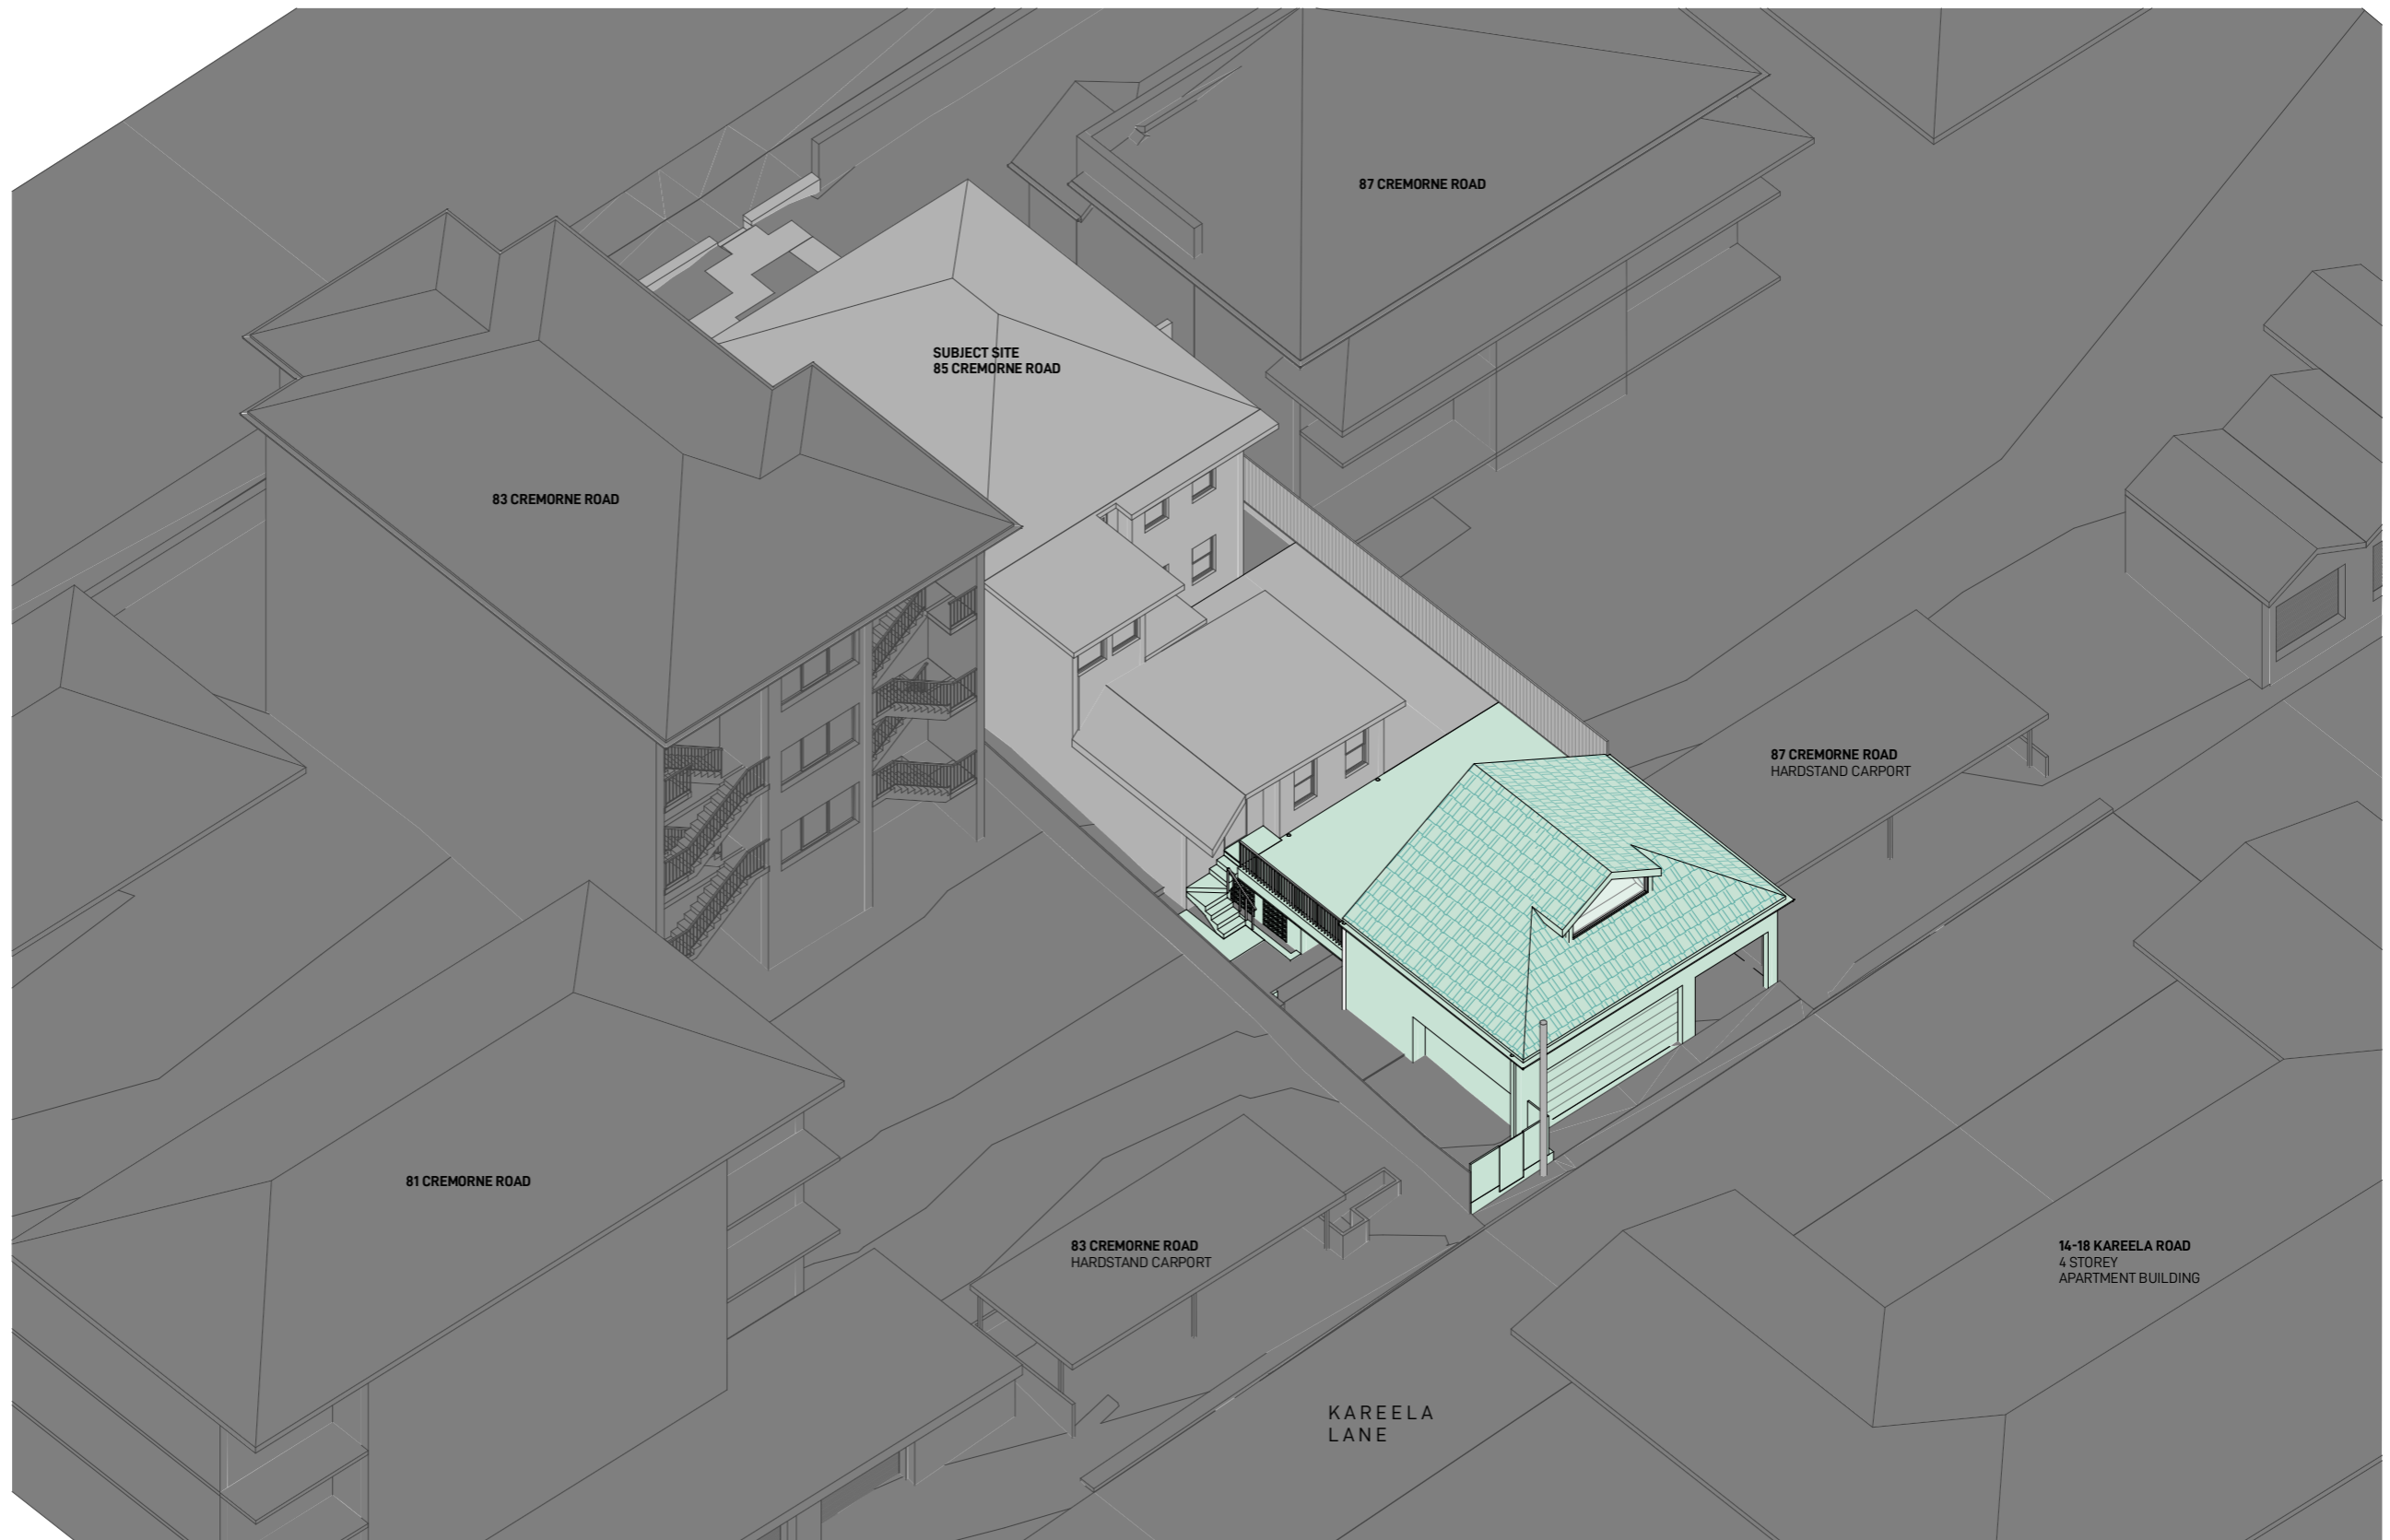 87 CREMORNE ROAD
SUBJECT SITE
85 CREMORNE ROAD
83 CREMORNE ROAD
87 CREMORNE ROAD
HARDSTAND CARPORT
81 CREMORNE ROAD
83 CREMORNE ROAD
HARDSTAND CARPORT
14-18 KAREELA ROAD
4 STOREY
APARTMENT BUILDING
KAREELA
LANE